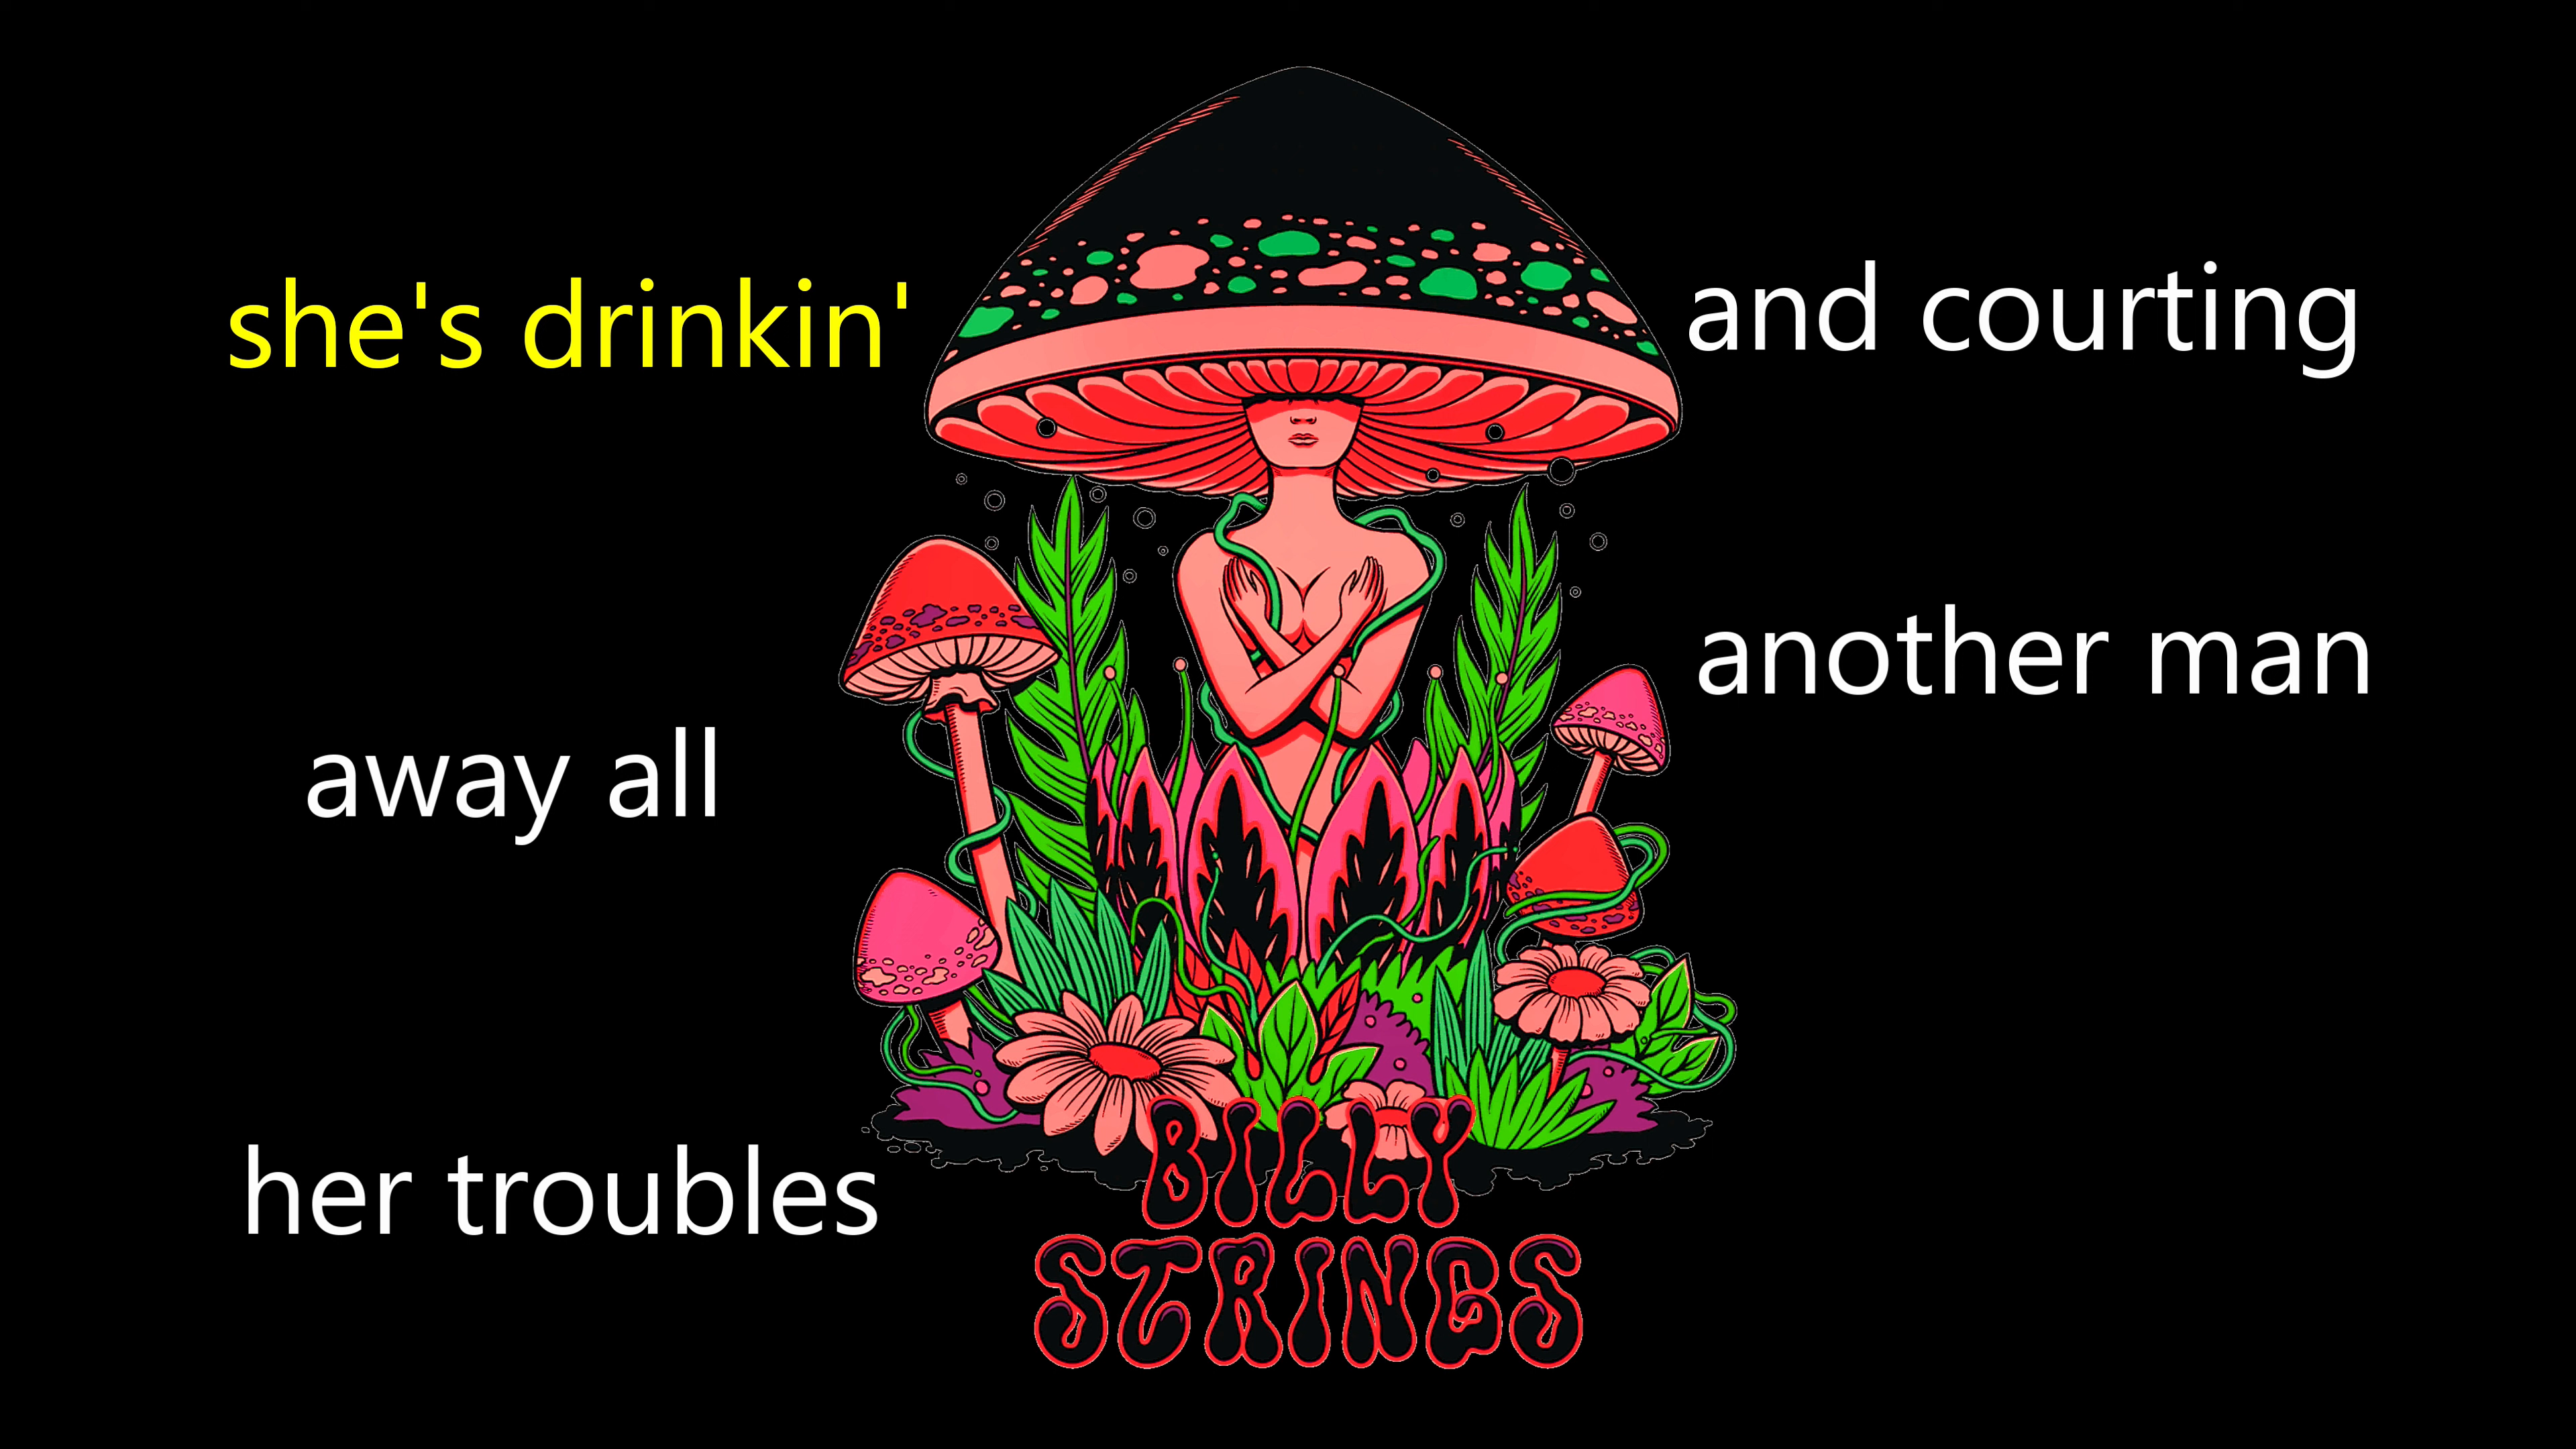 she's drinkin'
away all
her troubles
and courting
another man
BILLY
STRINGS